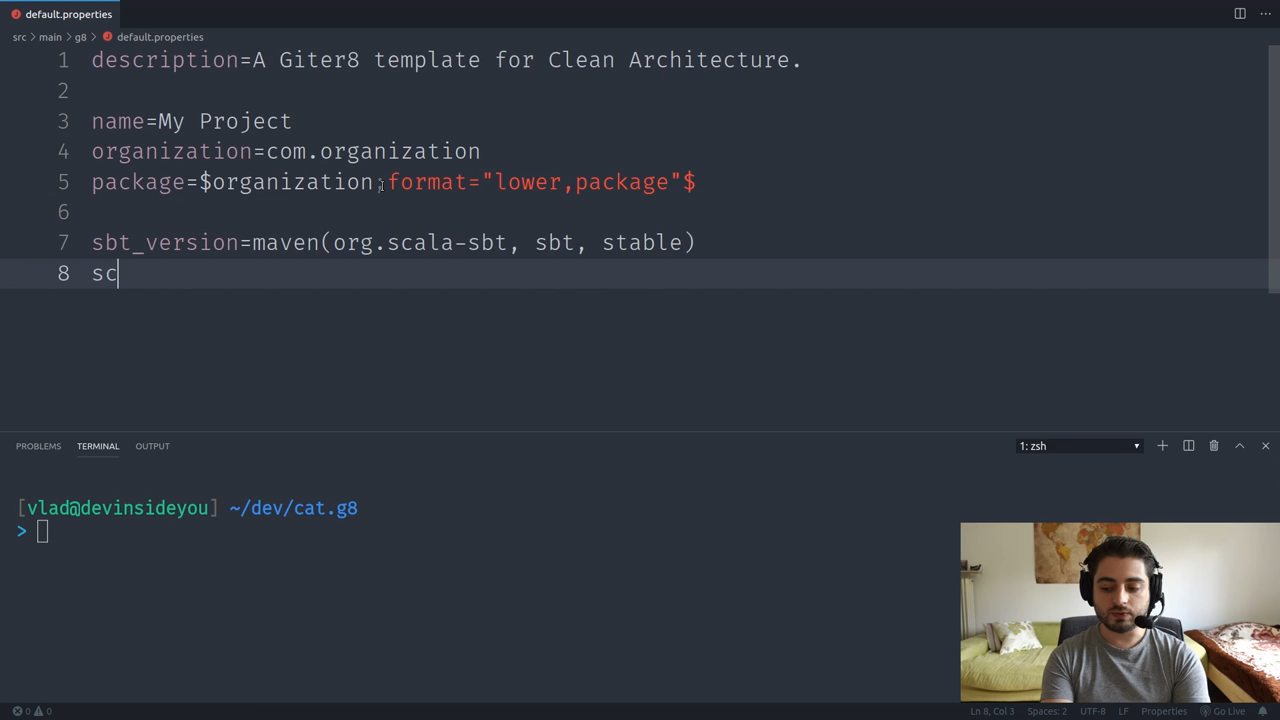 default.properties
src > main > g8 > default.properties
1 description=A Giter8 template for Clean Architecture.
2
3 name=My Project
4 organization=com.organization
5 package=$organization;format="lower,package"$
6
7 sbt_version=maven(org.scala-sbt, sbt, stable)
8 sc
PROBLEMS TERMINAL OUTPUT 1: zsh
[vlad@devinsideyou] ~/dev/cat.g8
>
0 0 Ln 8, Col 3 Spaces: 2 UTF-8 LF Properties Go Live